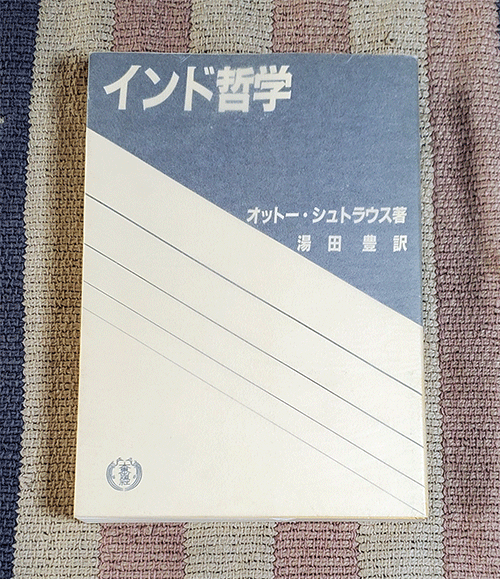 インド哲学
オットー・シュトラウス著
湯田豊訳